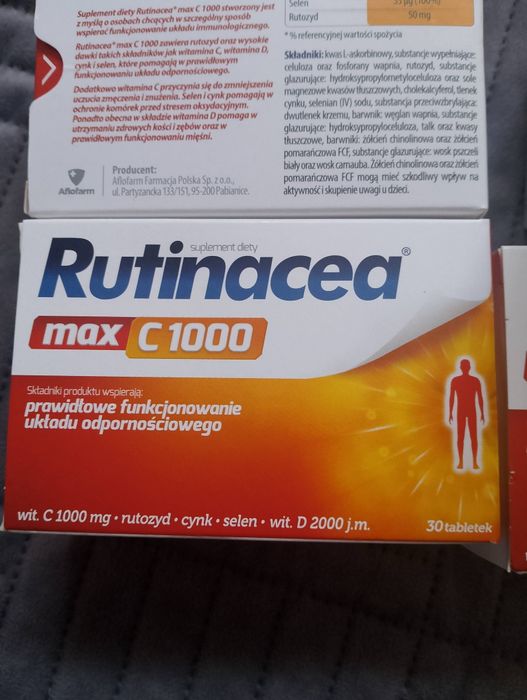 Suplement diety Rutinacea® max C 1000 stworzony jest
z myślą o osobach chcących w szczególny sposób
wspierać funkcjonowanie układu immunologicznego.
Rutinacea® max C 1000 zawiera rutozyd oraz wysokie
dawki takich składników jak witamina C, witamina D,
cynk i selen, które pomagają w prawidłowym
funkcjonowaniu układu odpornościowego.
Dodatkowo witamina C przyczynia się do zmniejszenia
uczucia zmęczenia i znużenia. Selen i cynk pomagają w
ochronie komórek przed stresem oksydacyjnym.
Ponadto obecna w składzie witamina D pomaga w
utrzymaniu zdrowych kości i zębów oraz w
prawidłowym funkcjonowaniu mięśni.
Aflofarm
Producent:
Aflofarm Farmacja Polska Sp. z o.o.,
ul. Partyzancka 133/151, 95-200 Pabianice.
Selen 55 µg (100%)
Rutozyd 50 mg
* % referencyjnej wartości spożycia
Składniki: kwas L-askorbinowy, substancje wypełniające:
celuloza oraz fosforany wapnia, rutozyd, substancje
glazurujące: hydroksypropylometyloceluloza oraz sole
magnezowe kwasów tłuszczowych, cholekalcyferol, tlenek
cynku, selenian (IV) sodu, substancja przeciwzbrylająca:
dwutlenek krzemu, barwnik: węglan wapnia, substancje
glazurujące: hydroksypropyloceluloza, talk oraz kwasy
tłuszczowe, barwniki: żółcień chinolinowa oraz żółcień
pomarańczowa FCF, substancje glazurujące: wosk pszczeli
biały oraz wosk carnauba. Żółcień chinolinowa oraz żółcień
pomarańczowa FCF mogą mieć szkodliwy wpływ na
aktywność i skupienie uwagi u dzieci.
suplement diety
Rutinacea®
max C 1000
Składniki produktu wspierają:
prawidłowe funkcjonowanie
układu odpornościowego
wit. C 1000 mg • rutozyd • cynk • selen • wit. D 2000 j.m.
30 tabletek